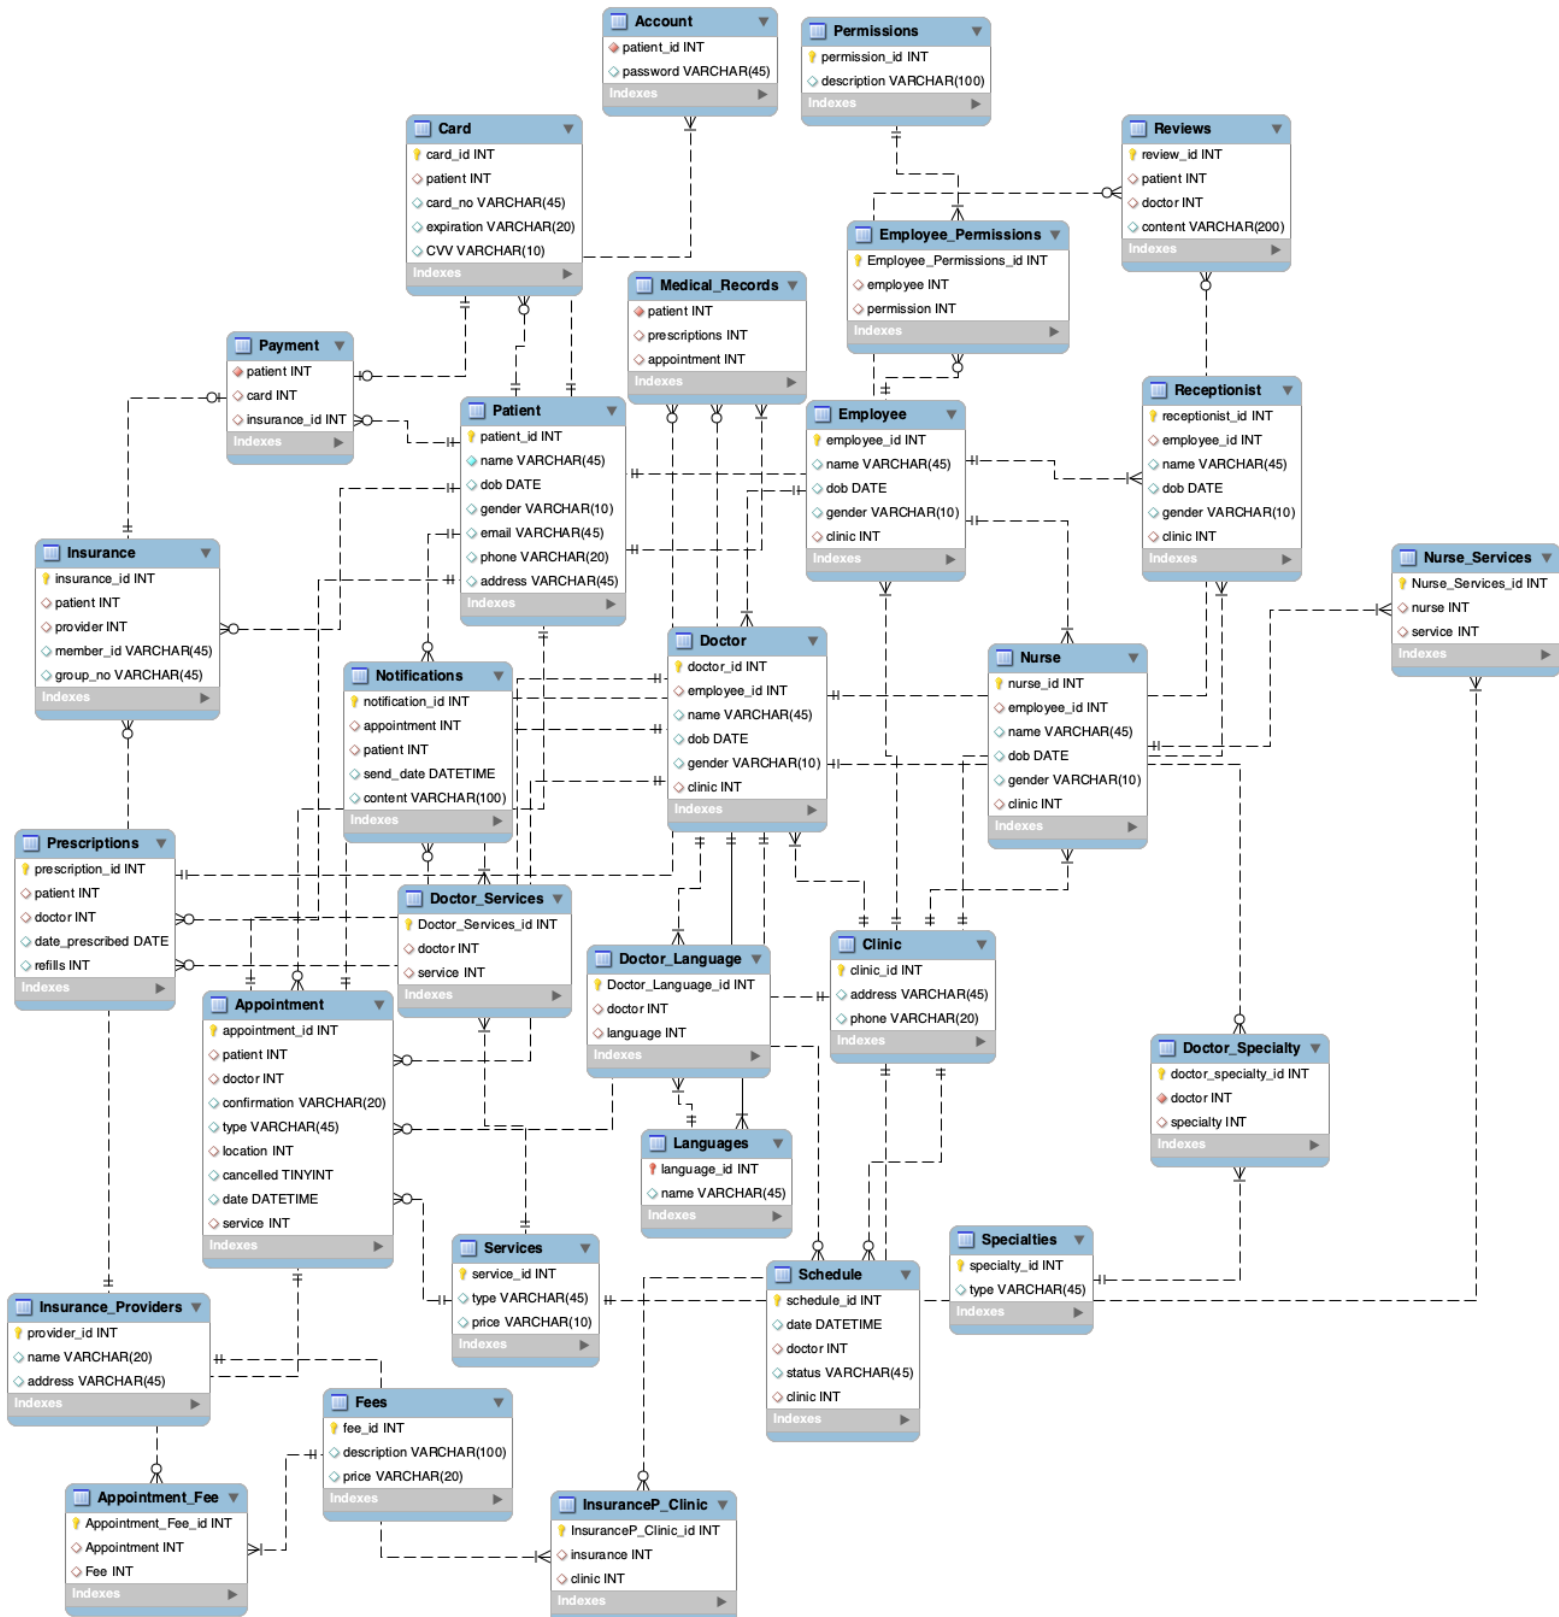 Account
patient_id INT
password VARCHAR(45)
Indexes
Permissions
permission_id INT
description VARCHAR(100)
Indexes
Card
card_id INT
patient INT
card_no VARCHAR(45)
expiration VARCHAR(20)
CVV VARCHAR(10)
Indexes
Reviews
review_id INT
patient INT
doctor INT
content VARCHAR(200)
Indexes
Employee_Permissions
Employee_Permissions_id INT
employee INT
permission INT
Indexes
Medical_Records
patient INT
prescriptions INT
appointment INT
Indexes
Payment
patient INT
card INT
insurance_id INT
Indexes
Patient
patient_id INT
name VARCHAR(45)
dob DATE
gender VARCHAR(10)
email VARCHAR(45)
phone VARCHAR(20)
address VARCHAR(45)
Indexes
Employee
employee_id INT
name VARCHAR(45)
dob DATE
gender VARCHAR(10)
clinic INT
Indexes
Receptionist
receptionist_id INT
employee_id INT
name VARCHAR(45)
dob DATE
gender VARCHAR(10)
clinic INT
Indexes
Insurance
insurance_id INT
patient INT
provider INT
member_id VARCHAR(45)
group_no VARCHAR(45)
Indexes
Nurse_Services
Nurse_Services_id INT
nurse INT
service INT
Indexes
Doctor
doctor_id INT
employee_id INT
name VARCHAR(45)
dob DATE
gender VARCHAR(10)
clinic INT
Indexes
Nurse
nurse_id INT
employee_id INT
name VARCHAR(45)
dob DATE
gender VARCHAR(10)
clinic INT
Indexes
Notifications
notification_id INT
appointment INT
patient INT
send_date DATETIME
content VARCHAR(100)
Indexes
Prescriptions
prescription_id INT
patient INT
doctor INT
date_prescribed DATE
refills INT
Indexes
Doctor_Services
Doctor_Services_id INT
doctor INT
service INT
Indexes
Doctor_Language
Doctor_Language_id INT
doctor INT
language INT
Indexes
Clinic
clinic_id INT
address VARCHAR(45)
phone VARCHAR(20)
Indexes
Appointment
appointment_id INT
patient INT
doctor INT
confirmation VARCHAR(20)
type VARCHAR(45)
location INT
cancelled TINYINT
date DATETIME
service INT
Indexes
Doctor_Specialty
doctor_specialty_id INT
doctor INT
specialty INT
Indexes
Languages
language_id INT
name VARCHAR(45)
Indexes
Services
service_id INT
type VARCHAR(45)
price VARCHAR(10)
Indexes
Specialties
specialty_id INT
type VARCHAR(45)
Indexes
Schedule
schedule_id INT
date DATETIME
doctor INT
status VARCHAR(45)
clinic INT
Indexes
Insurance_Providers
provider_id INT
name VARCHAR(20)
address VARCHAR(45)
Indexes
Fees
fee_id INT
description VARCHAR(100)
price VARCHAR(20)
Indexes
Appointment_Fee
Appointment_Fee_id INT
Appointment INT
Fee INT
Indexes
InsuranceP_Clinic
InsuranceP_Clinic_id INT
insurance INT
clinic INT
Indexes